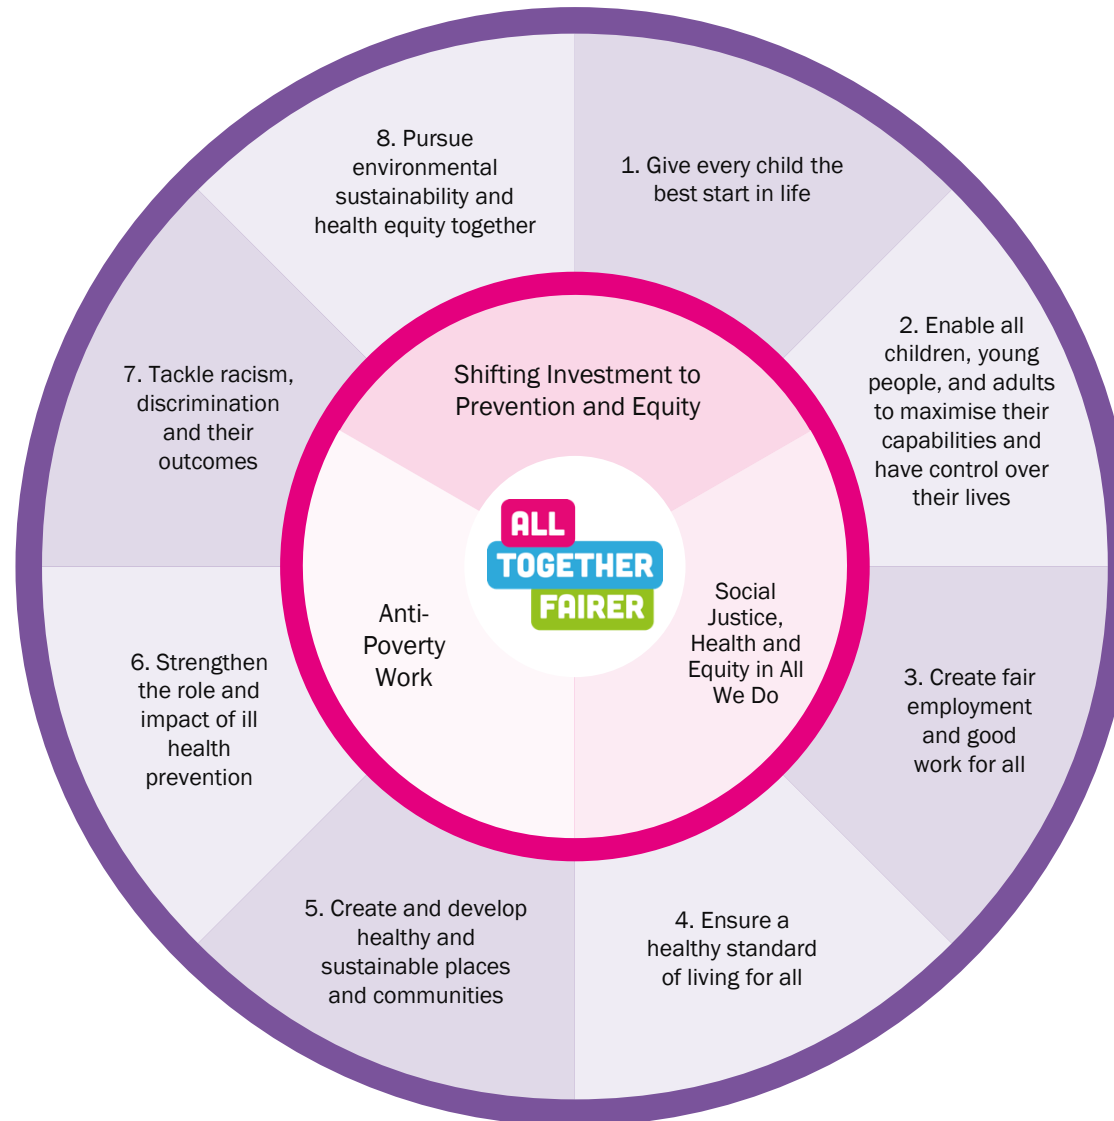 1. Give every child the
best start in life
2. Enable all
children, young
people, and adults
to maximise their
capabilities and
have control over
their lives
3. Create fair
employment
and good
work for all
4. Ensure a
healthy standard
of living for all
5. Create and develop
healthy and
sustainable places
and communities
6. Strengthen
the role and
impact of ill
health
prevention
7. Tackle racism,
discrimination
and their
outcomes
8. Pursue
environmental
sustainability and
health equity together
Shifting Investment to
Prevention and Equity
Social
Justice,
Health and
Equity in All
We Do
Anti-
Poverty
Work
ALL
TOGETHER
FAIRER